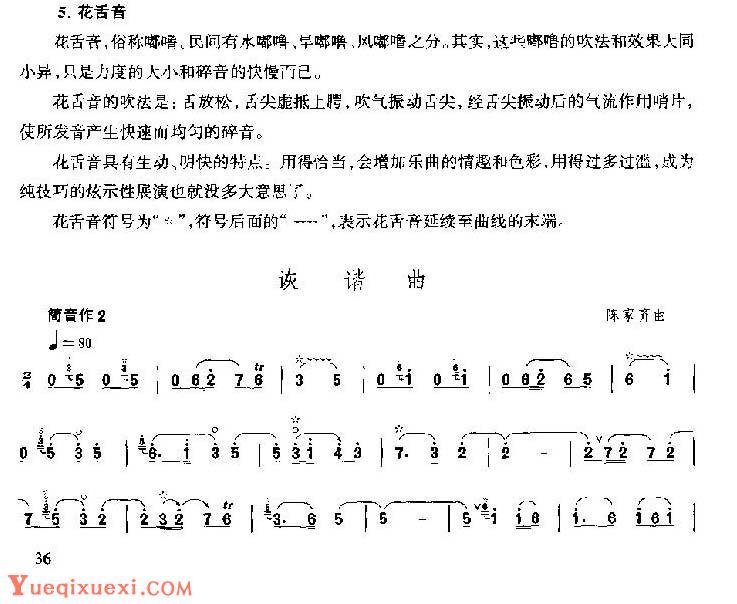 5. 花舌音
花舌音,俗称嘟噜、民间有水嘟噜、旱嘟噜、风嘟噜之分。其实,这些嘟噜的吹法和效果大同
小异,只是力度的大小和碎音的快慢而已。
花舌音的吹法是:舌放松,舌尖虚抵上腭,吹气振动舌尖,经舌尖振动后的气流作用哨片,
使所发音产生快速而均匀的碎音。
花舌音具有生动、明快的特点。用得恰当,会增加乐曲的情趣和色彩,用得过多过滥,成为
纯技巧的炫示性展演也就没多大意思了。
花舌音符号为“☆”,符号后面的“﹏﹏”,表示花舌音延续至曲线的末端。
诙 谐 曲
筒音作2
陈家齐曲
♩=80
2/4 0 5 0 5 | 0 6 2 7 6 tr | 3 5 | 0 1 0 1 | 0 6 2 6 5 | 6 1 |
0 5 3 5 | 6. 1 3 5 | 5 3 1 4 3 | 7. 3 2 | 2 - | 2 7 2 7 |
7 5 3 2 | 2 3 2 7 6 tr | 3. 5 5 | 5 - | 5 1 6 | 1. 6 1 6 1 |
36
Yueqixuexi.com